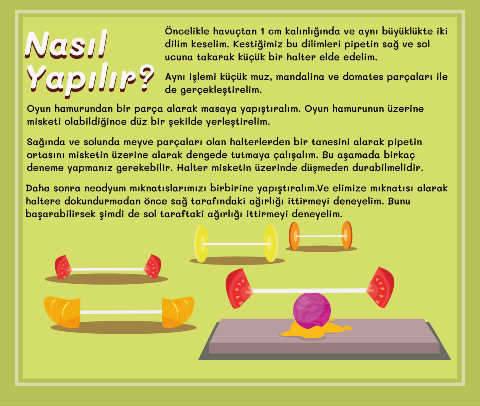 Nasıl
Yapılır?
Öncelikle havuçtan 1 cm kalınlığında ve aynı büyüklükte iki
dilim keselim. Kestiğimiz bu dilimleri pipetin sağ ve sol
ucuna takarak küçük bir halter elde edelim.
Aynı işlemi küçük muz, mandalina ve domates parçaları ile
de gerçekleştirelim.
Oyun hamurundan bir parça alarak masaya yapıştıralım. Oyun hamurunun üzerine
misketi olabildiğince düz bir şekilde yerleştirelim.
Sağında ve solunda meyve parçaları olan halterlerden bir tanesini alarak pipetin
ortasını misketin üzerine alarak dengede tutmaya çalışalım. Bu aşamada birkaç
deneme yapmanız gerekebilir. Halter misketin üzerinde düşmeden durabilmelidir.
Daha sonra neodyum mıknatıslarımızı birbirine yapıştıralım.Ve elimize mıknatısı alarak
haltere dokundurmadan önce sağ tarafındaki ağırlığı ittirmeyi deneyelim. Bunu
başarabilirsek şimdi de sol taraftaki ağırlığı ittirmeyi deneyelim.